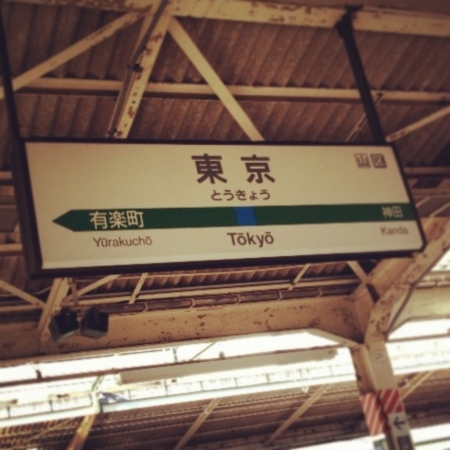 東京
とうきょう
有楽町
神田
Yūrakuchō
Tōkyō
Kanda